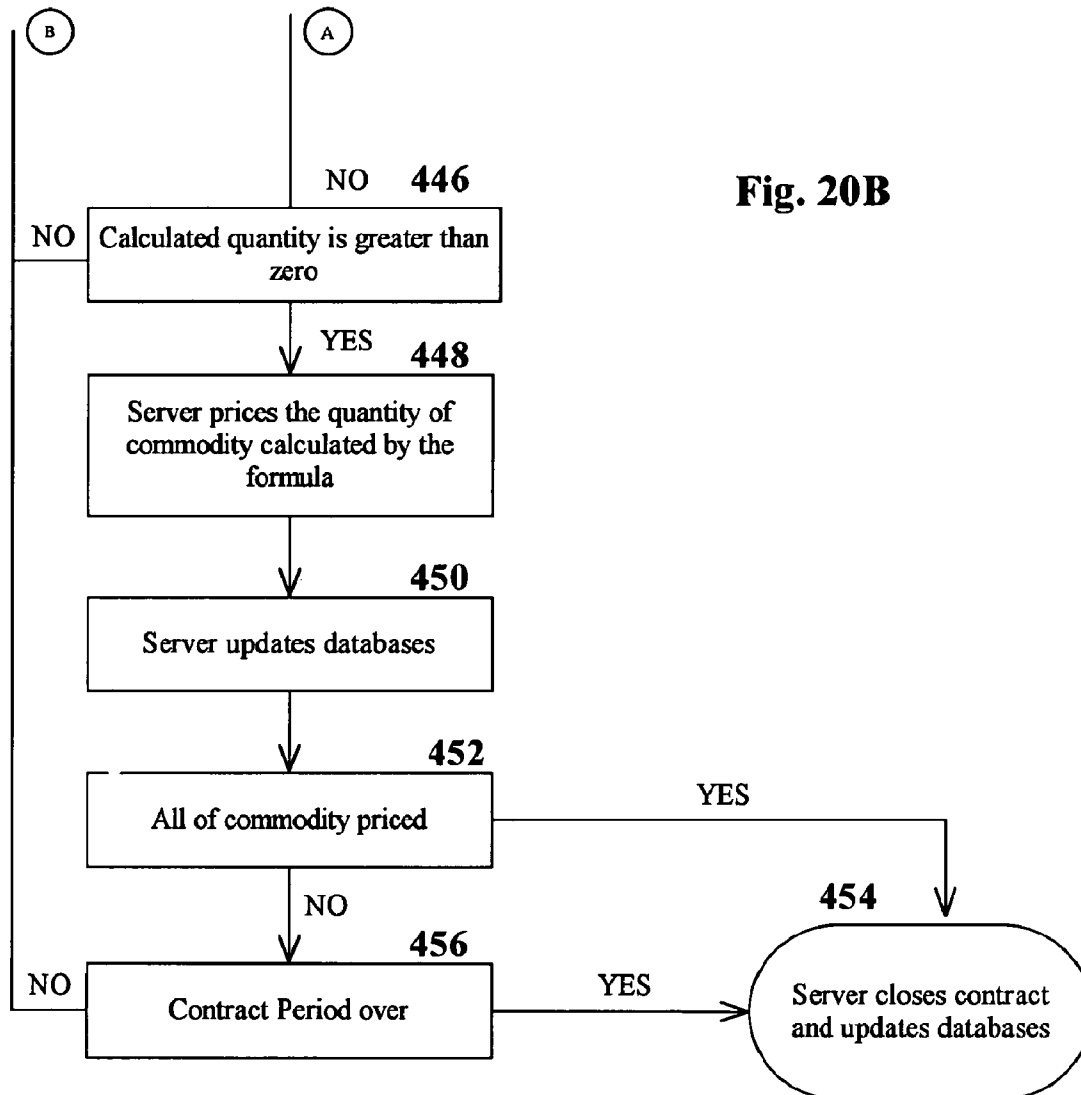 B
A
NO 446
Fig. 20B
NO
Calculated quantity is greater than
zero
YES
448
Server prices the quantity of
commodity calculated by the
formula
450
Server updates databases
452
All of commodity priced
YES
NO
454
456
NO
Contract Period over
YES
Server closes contract
and updates databases